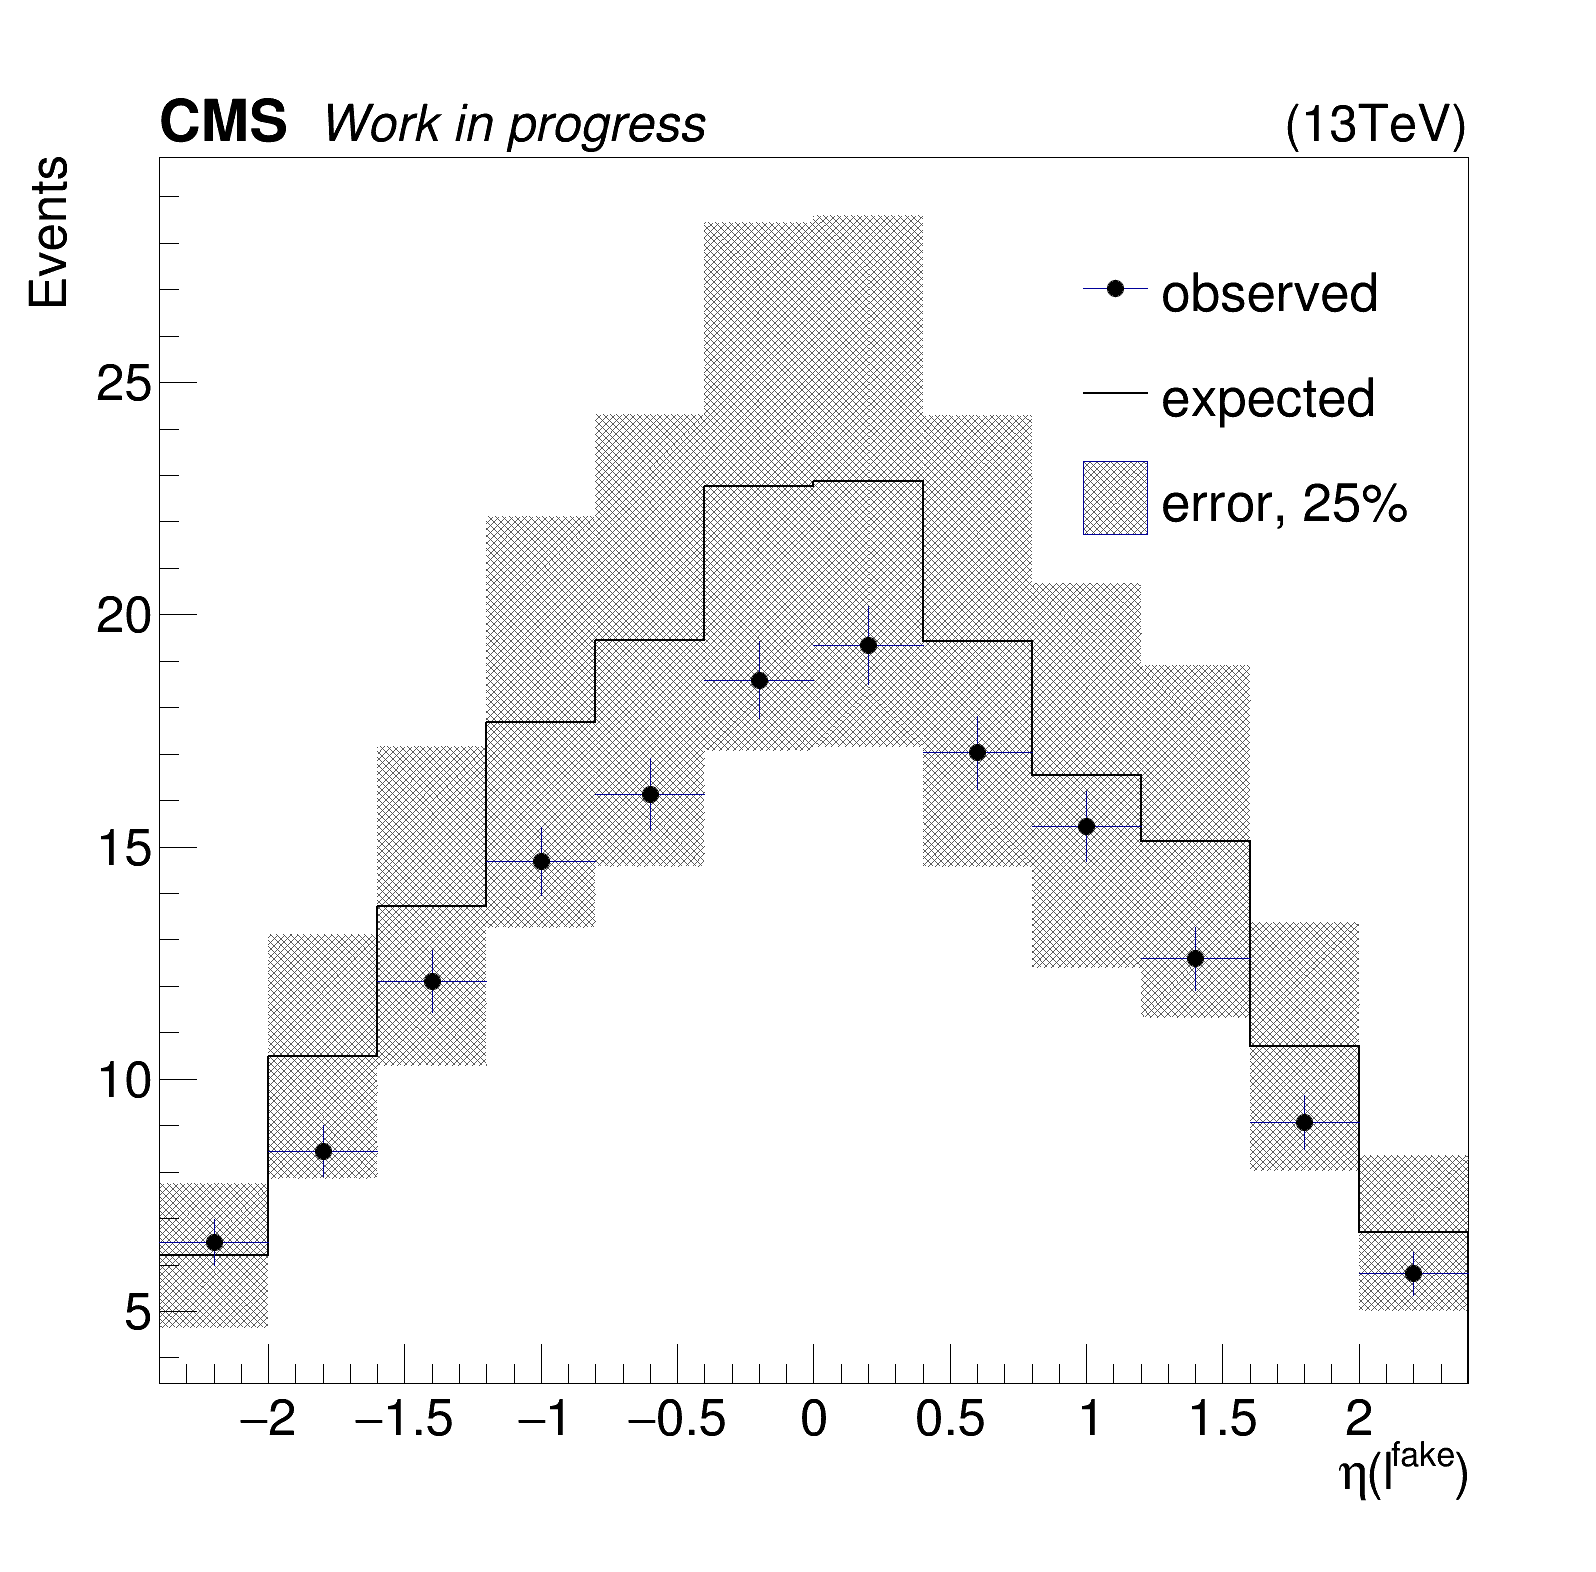 CMS Work in progress (13TeV)
Events
observed
expected
error, 25%
25
20
15
10
5
−2 −1.5 −1 −0.5 0 0.5 1 1.5 2
η(l^fake)